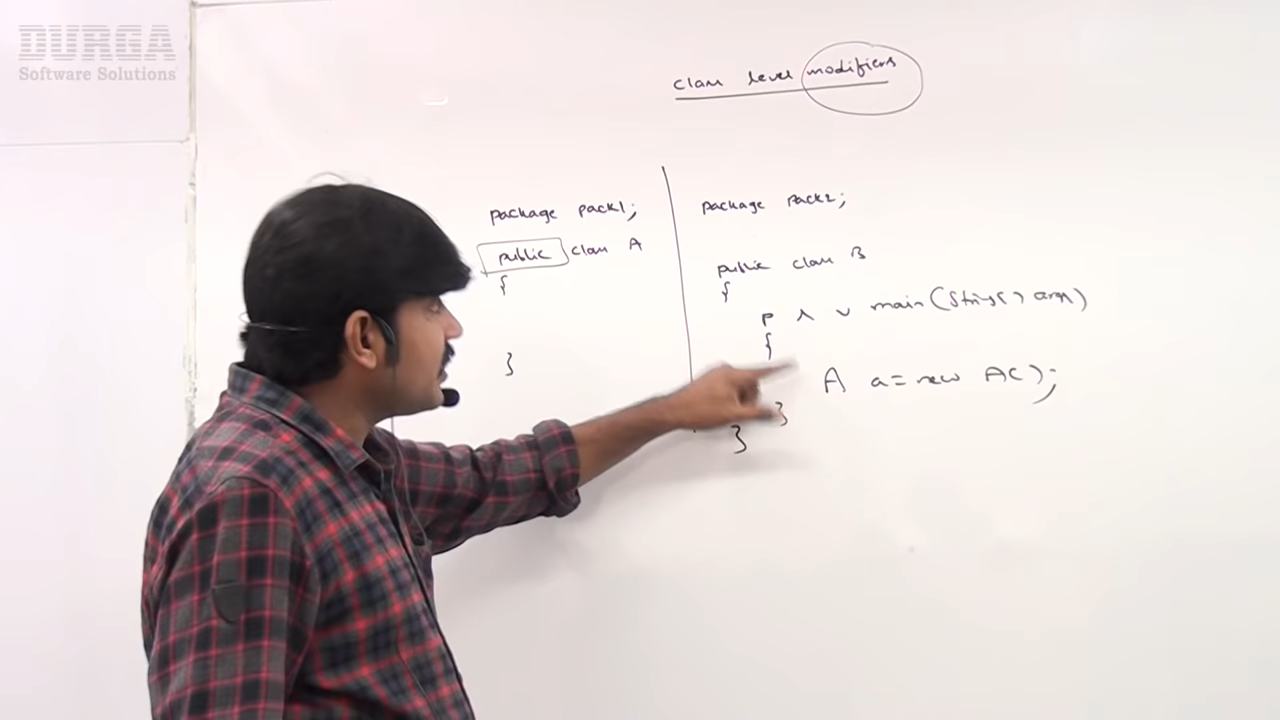 DURGA
Software Solutions
class level modifiers
package pack1;
public class A
{
}
package pack2;
public class B
{
p s v main(String[] args)
{
A a=new A();
}
}